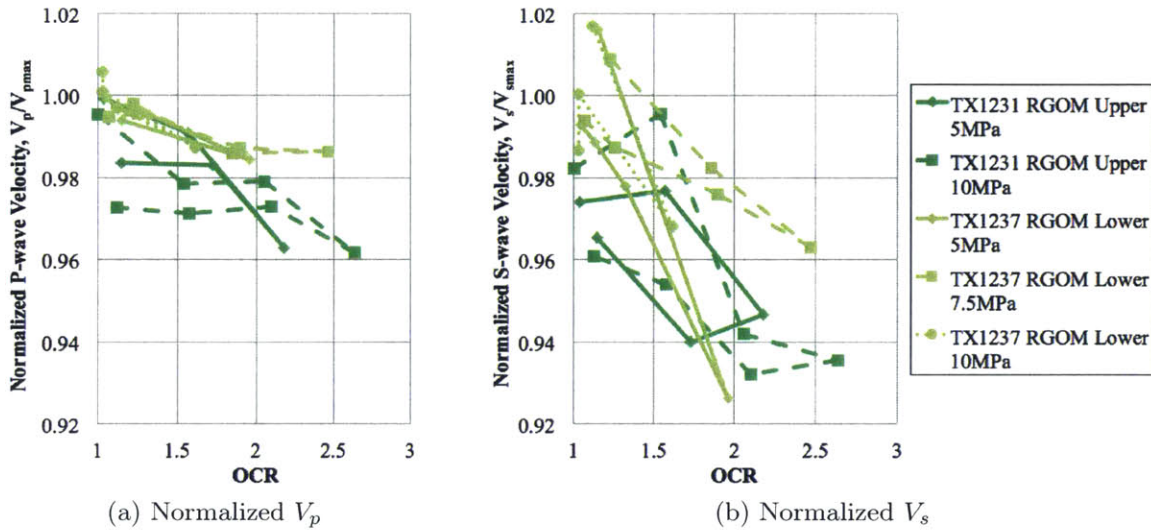 1.02
1.00
0.98
0.96
0.94
0.92
Normalized P-wave Velocity, Vp/Vpmax
1
1.5
2
2.5
3
OCR
(a) Normalized Vp
1.02
1.00
0.98
0.96
0.94
0.92
Normalized S-wave Velocity, Vs/Vsmax
1
1.5
2
2.5
3
OCR
(b) Normalized Vs
TX1231 RGOM Upper
5MPa
TX1231 RGOM Upper
10MPa
TX1237 RGOM Lower
5MPa
TX1237 RGOM Lower
7.5MPa
TX1237 RGOM Lower
10MPa